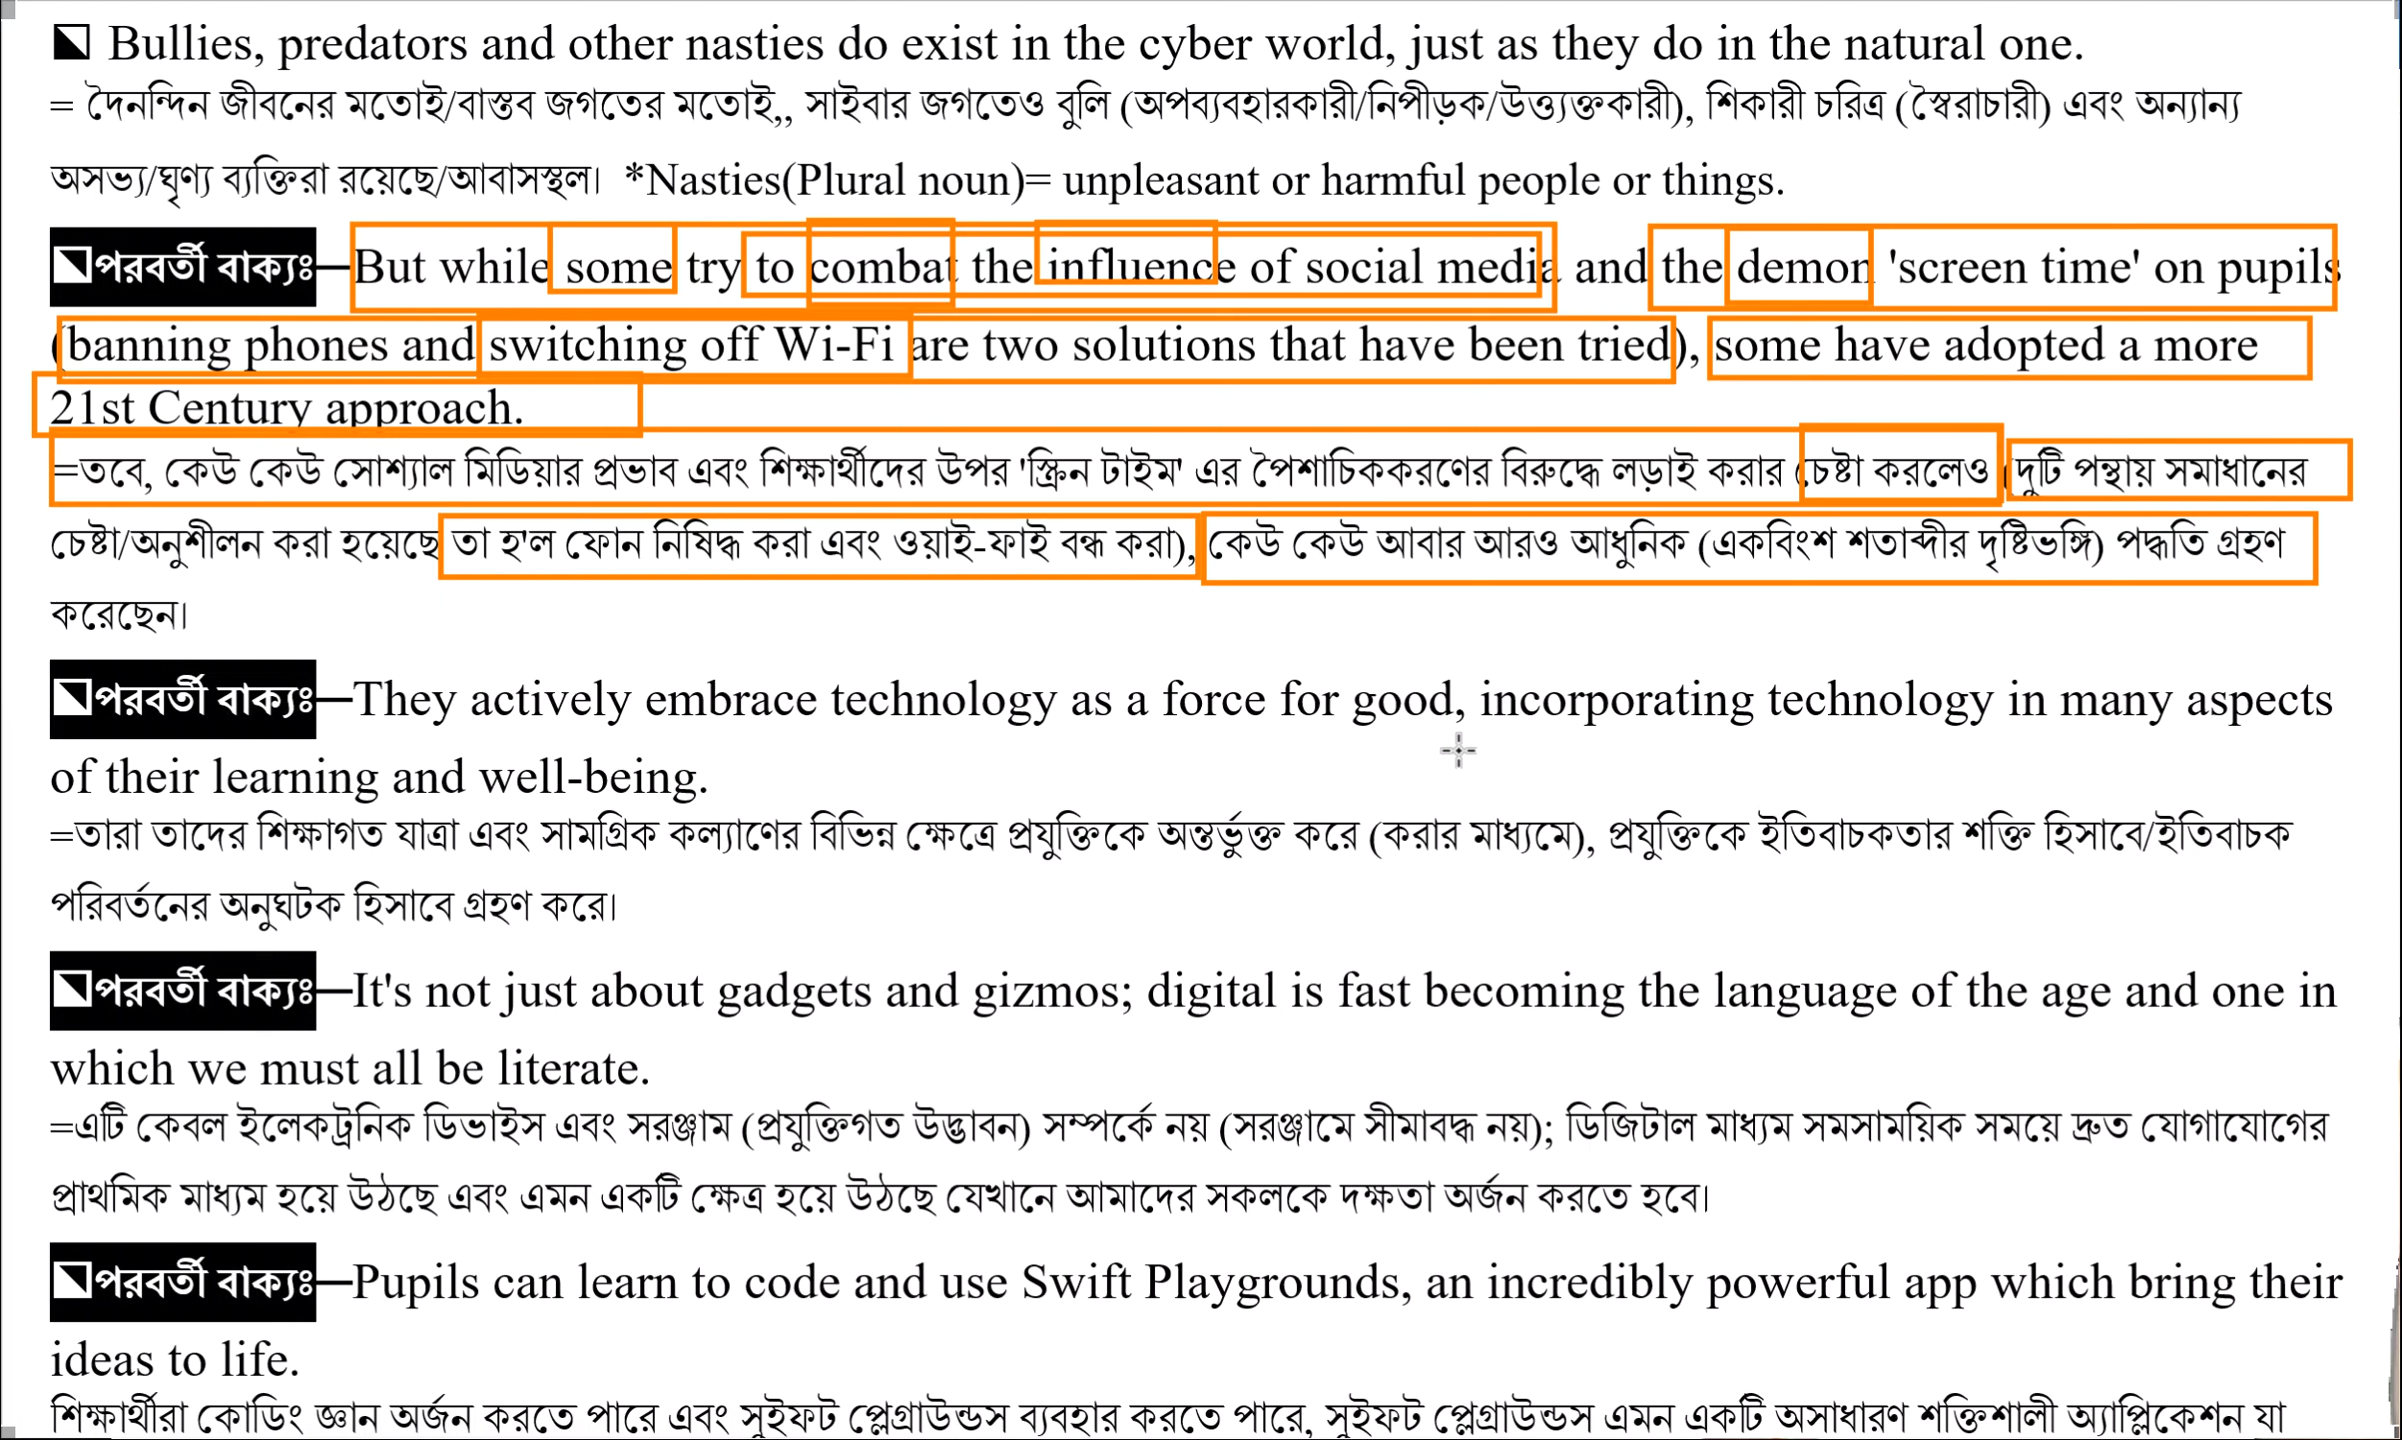 Bullies, predators and other nasties do exist in the cyber world, just as they do in the natural one.
= দৈনন্দিন জীবনের মতোই/বাস্তব জগতের মতোই,, সাইবার জগতেও বুলি (অপব্যবহারকারী/নিপীড়ক/উত্ত্যক্তকারী), শিকারী চরিত্র (স্বৈরাচারী) এবং অন্যান্য
অসভ্য/ঘৃণ্য ব্যক্তিরা রয়েছে/আবাসস্থল। *Nasties(Plural noun)= unpleasant or harmful people or things.
পরবর্তী বাক্যঃ—But while some try to combat the influence of social media and the demon 'screen time' on pupils
(banning phones and switching off Wi-Fi are two solutions that have been tried), some have adopted a more
21st Century approach.
=তবে, কেউ কেউ সোশ্যাল মিডিয়ার প্রভাব এবং শিক্ষার্থীদের উপর 'স্ক্রিন টাইম' এর পৈশাচিককরণের বিরুদ্ধে লড়াই করার চেষ্টা করলেও (দুটি পন্থায় সমাধানের
চেষ্টা/অনুশীলন করা হয়েছে তা হ'ল ফোন নিষিদ্ধ করা এবং ওয়াই-ফাই বন্ধ করা), কেউ কেউ আবার আরও আধুনিক (একবিংশ শতাব্দীর দৃষ্টিভঙ্গি) পদ্ধতি গ্রহণ
করেছেন।
পরবর্তী বাক্যঃ—They actively embrace technology as a force for good, incorporating technology in many aspects
of their learning and well-being.
=তারা তাদের শিক্ষাগত যাত্রা এবং সামগ্রিক কল্যাণের বিভিন্ন ক্ষেত্রে প্রযুক্তিকে অন্তর্ভুক্ত করে (করার মাধ্যমে), প্রযুক্তিকে ইতিবাচকতার শক্তি হিসাবে/ইতিবাচক
পরিবর্তনের অনুঘটক হিসাবে গ্রহণ করে।
পরবর্তী বাক্যঃ—It's not just about gadgets and gizmos; digital is fast becoming the language of the age and one in
which we must all be literate.
=এটি কেবল ইলেকট্রনিক ডিভাইস এবং সরঞ্জাম (প্রযুক্তিগত উদ্ভাবন) সম্পর্কে নয় (সরঞ্জামে সীমাবদ্ধ নয়); ডিজিটাল মাধ্যম সমসাময়িক সময়ে দ্রুত যোগাযোগের
প্রাথমিক মাধ্যম হয়ে উঠছে এবং এমন একটি ক্ষেত্র হয়ে উঠছে যেখানে আমাদের সকলকে দক্ষতা অর্জন করতে হবে।
পরবর্তী বাক্যঃ—Pupils can learn to code and use Swift Playgrounds, an incredibly powerful app which bring their
ideas to life.
শিক্ষার্থীরা কোডিং জ্ঞান অর্জন করতে পারে এবং সুইফট প্লেগ্রাউন্ডস ব্যবহার করতে পারে, সুইফট প্লেগ্রাউন্ডস এমন একটি অসাধারণ শক্তিশালী অ্যাপ্লিকেশন যা